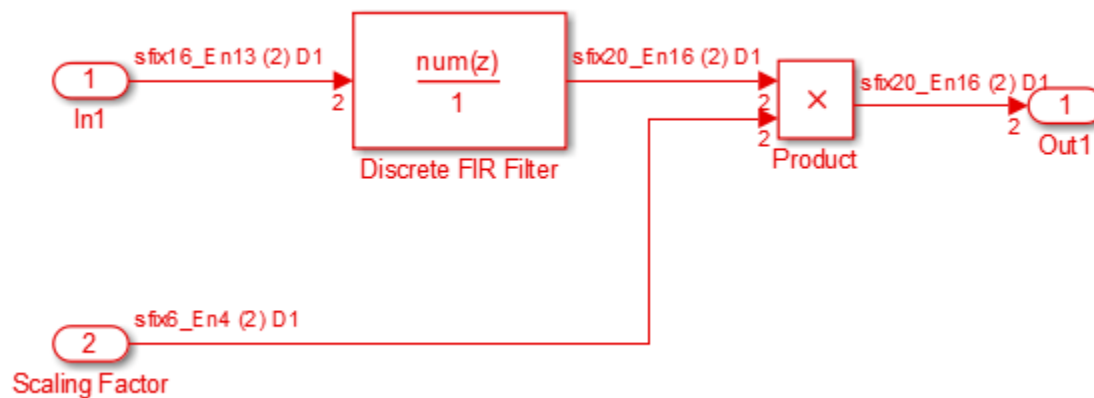 sfix16_En13 (2) D1
1
In1
2
num(z)
1
Discrete FIR Filter
sfix20_En16 (2) D1
2
2
×
Product
sfix20_En16 (2) D1
2
1
Out1
sfix6_En4 (2) D1
2
Scaling Factor